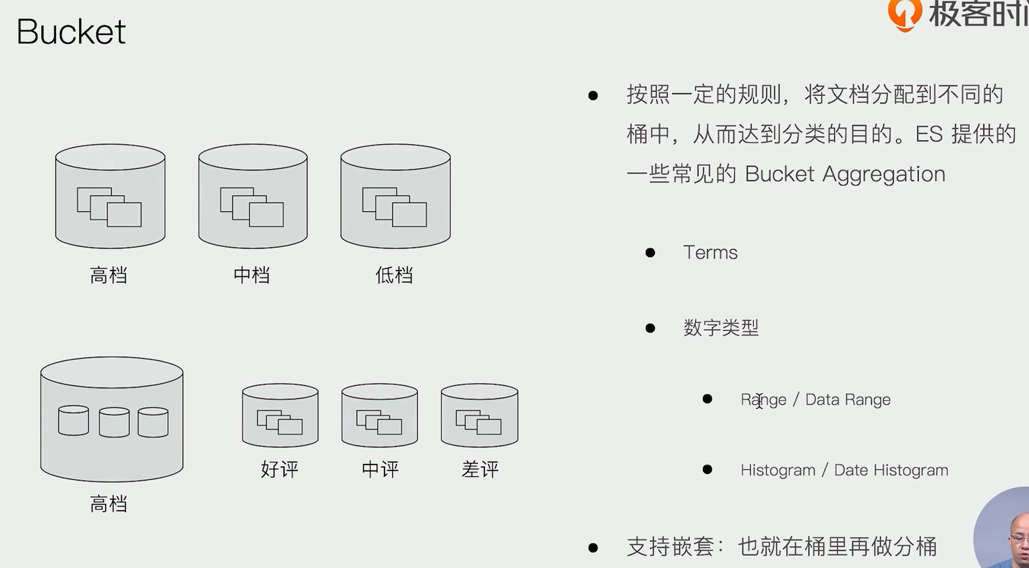 Bucket
极客时间
按照一定的规则，将文档分配到不同的
桶中，从而达到分类的目的。ES 提供的
一些常见的 Bucket Aggregation
高档 中档 低档
Terms
数字类型
Range / Data Range
好评 中评 差评
Histogram / Date Histogram
高档
支持嵌套：也就在桶里再做分桶